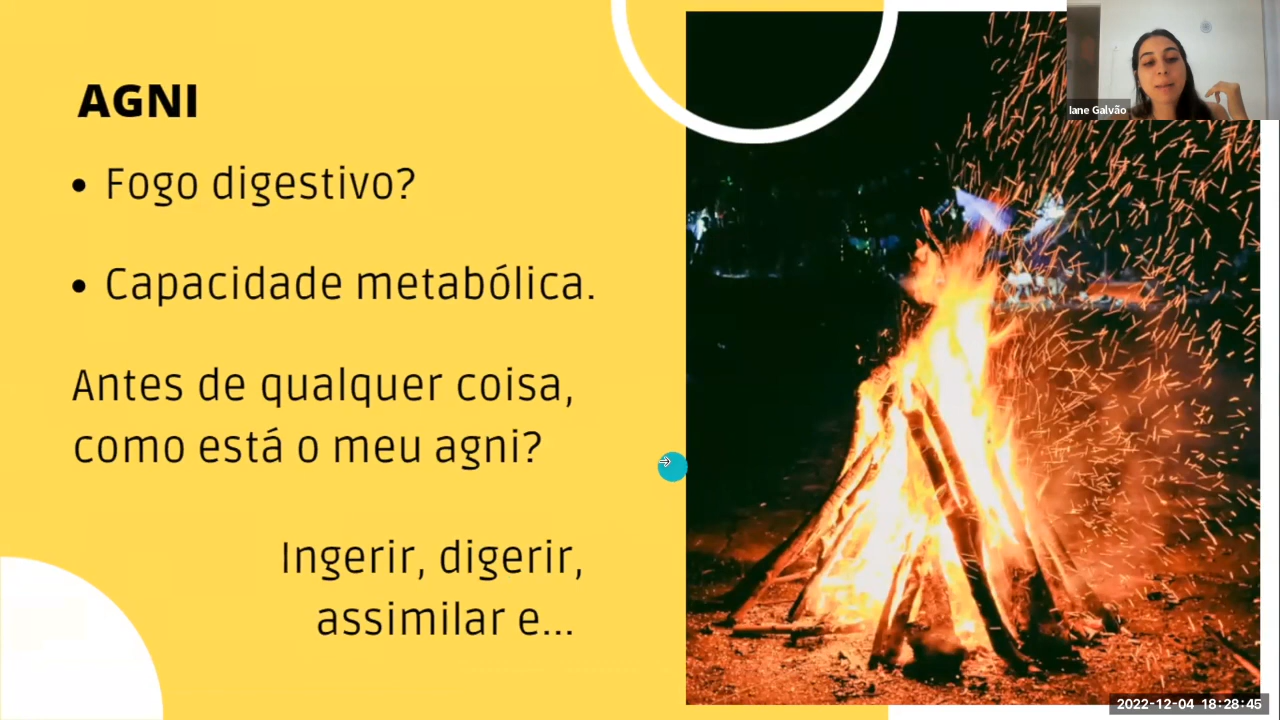 AGNI
• Fogo digestivo?
• Capacidade metabólica.
Antes de qualquer coisa,
como está o meu agni?
Ingerir, digerir,
assimilar e...
Iane Galvão
2022-12-04 18:28:45